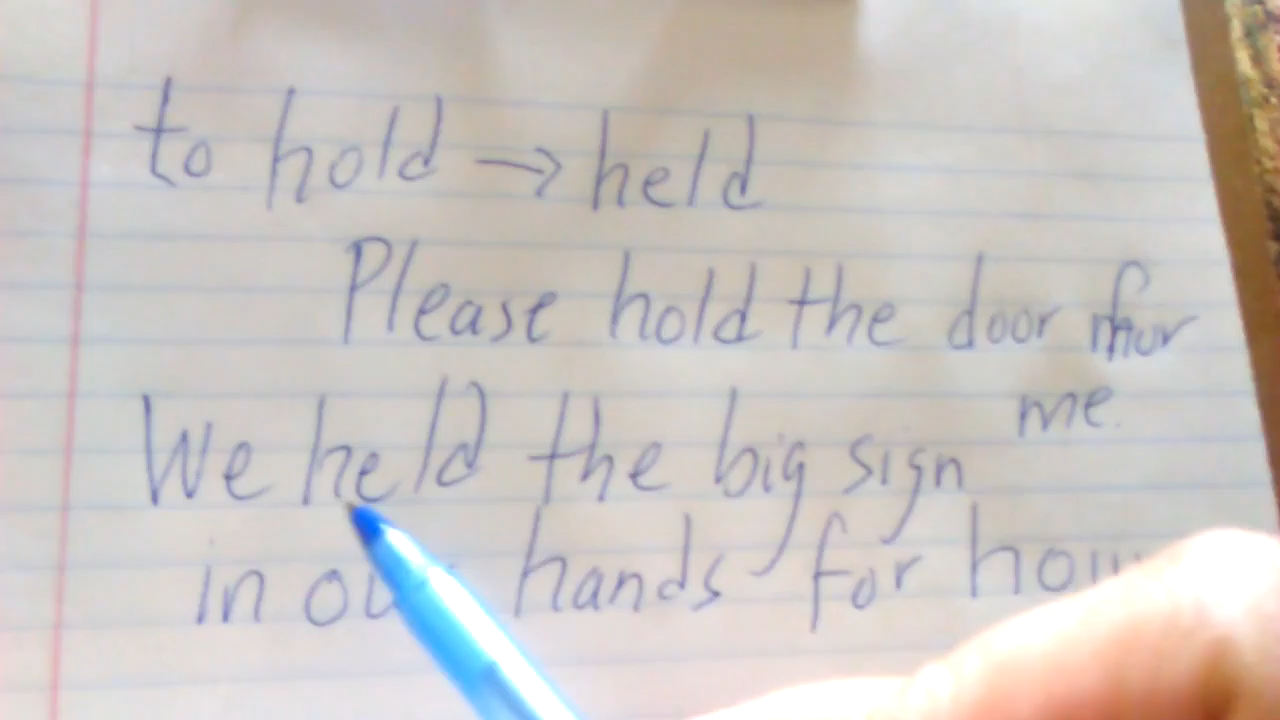 to hold → held
Please hold the door for
me.
We held the big sign
in hands for